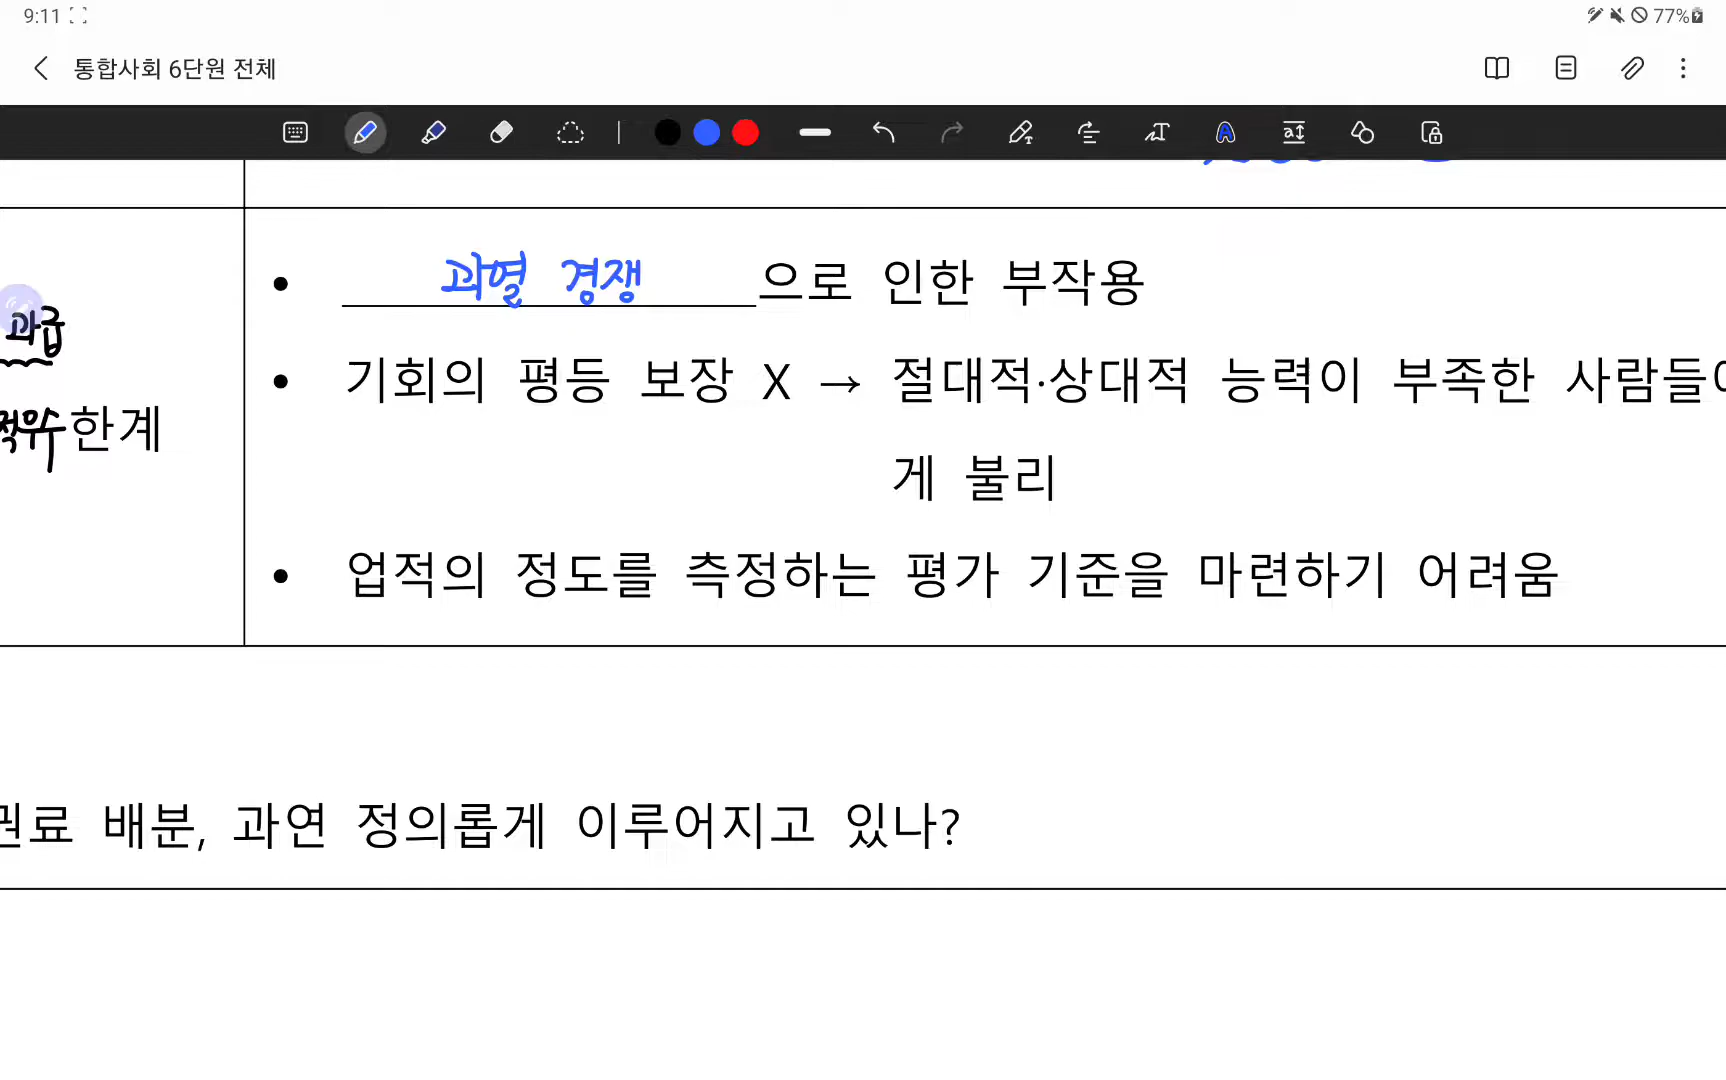 9:11
77%
통합사회 6단원 전체
과열 경쟁으로 인한 부작용
과급
기회의 평등 보장 X → 절대적·상대적 능력이 부족한 사람들에
한계
게 불리
업적의 정도를 측정하는 평가 기준을 마련하기 어려움
료 배분, 과연 정의롭게 이루어지고 있나?